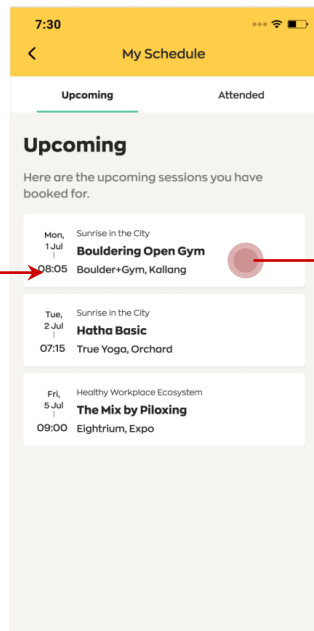 7:30
My Schedule
Upcoming
Attended
Upcoming
Here are the upcoming sessions you have
booked for.
Mon,
1 Jul
08:05
Sunrise in the City
Bouldering Open Gym
Boulder+Gym, Kallang
Tue,
2 Jul
07:15
Sunrise in the City
Hatha Basic
True Yoga, Orchard
Fri,
5 Jul
09:00
Healthy Workplace Ecosystem
The Mix by Piloxing
Eightrium, Expo